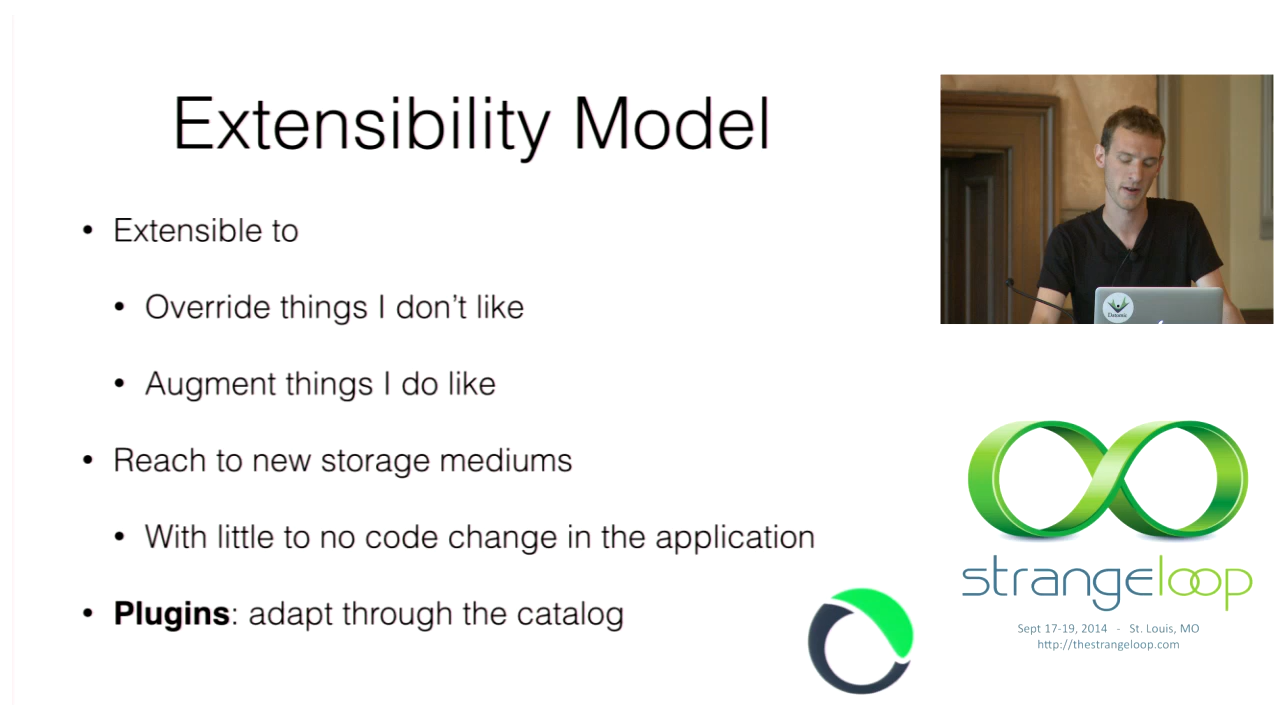 Extensibility Model
• Extensible to
• Override things I don’t like
• Augment things I do like
• Reach to new storage mediums
• With little to no code change in the application
• Plugins: adapt through the catalog
Datomic
strangeloop
Sept 17-19, 2014 - St. Louis, MO
http://thestrangeloop.com